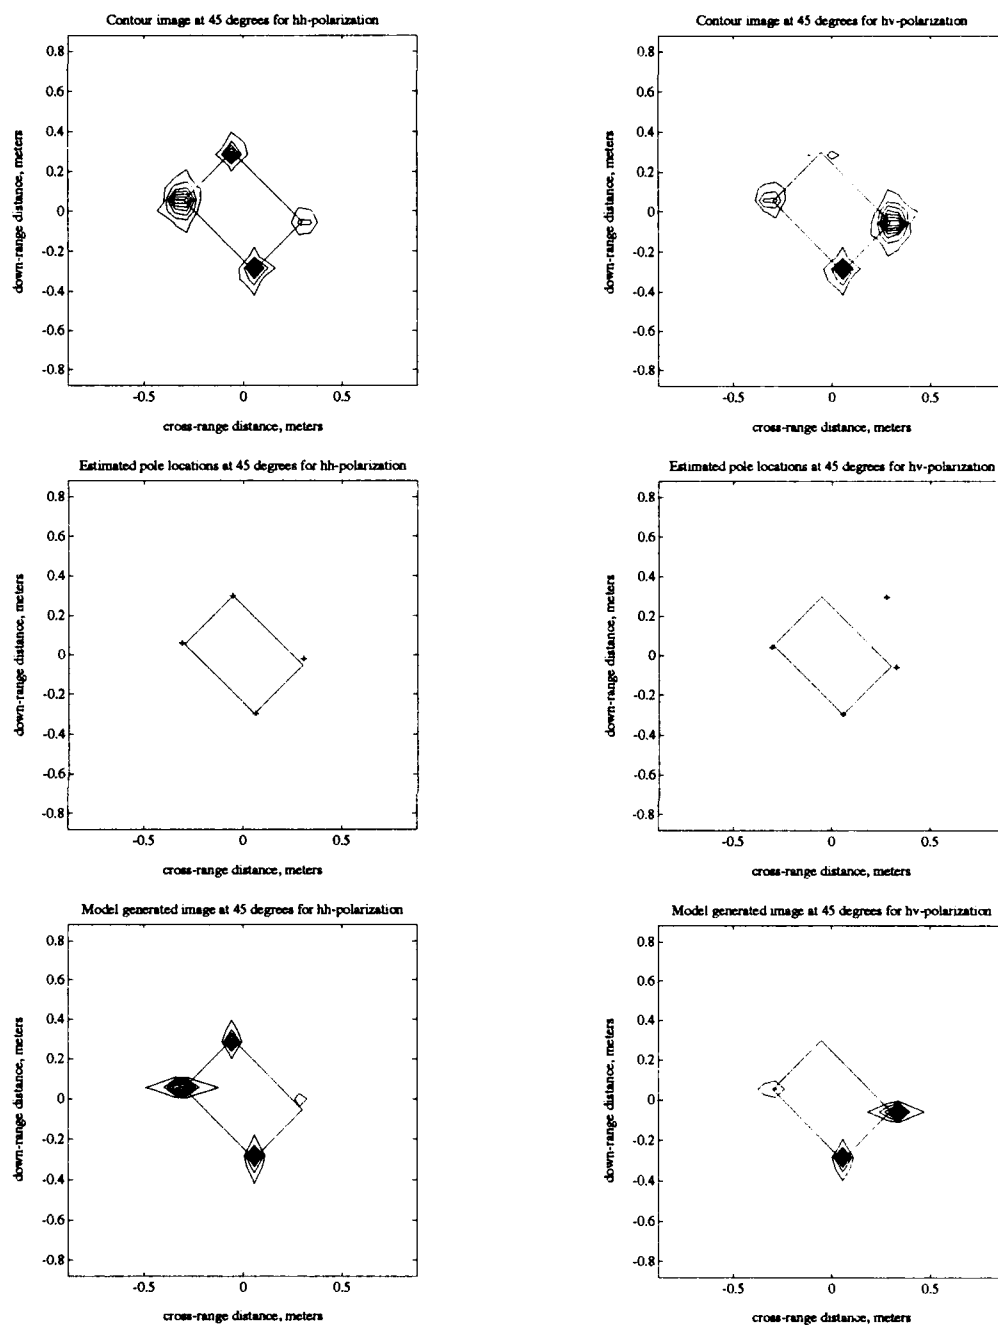 Contour image at 45 degrees for hh-polarization
0.8
0.6
0.4
0.2
0
-0.2
-0.4
-0.6
-0.8
-0.5 0 0.5
down-range distance, meters
cross-range distance, meters
Contour image at 45 degrees for hv-polarization
0.8
0.6
0.4
0.2
0
-0.2
-0.4
-0.6
-0.8
-0.5 0 0.5
down-range distance, meters
cross-range distance, meters
Estimated pole locations at 45 degrees for hh-polarization
0.8
0.6
0.4
0.2
0
-0.2
-0.4
-0.6
-0.8
-0.5 0 0.5
down-range distance, meters
cross-range distance, meters
Estimated pole locations at 45 degrees for hv-polarization
0.8
0.6
0.4
0.2
0
-0.2
-0.4
-0.6
-0.8
-0.5 0 0.5
down-range distance, meters
cross-range distance, meters
Model generated image at 45 degrees for hh-polarization
0.8
0.6
0.4
0.2
0
-0.2
-0.4
-0.6
-0.8
-0.5 0 0.5
down-range distance, meters
cross-range distance, meters
Model generated image at 45 degrees for hv-polarization
0.8
0.6
0.4
0.2
0
-0.2
-0.4
-0.6
-0.8
-0.5 0 0.5
down-range distance, meters
cross-range distance, meters